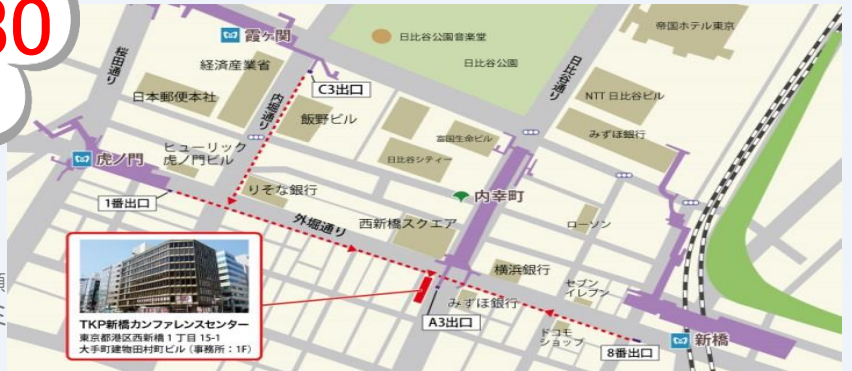 30
霞ケ関
桜田通り
経済産業省
日本郵便本社
内堀通り
C3出口
飯野ビル
日比谷公園音楽堂
日比谷公園
日比谷通り
帝国ホテル東京
NTT 日比谷ビル
みずほ銀行
富国生命ビル
日比谷シティー
虎ノ門
ヒューリック
虎ノ門ビル
1番出口
りそな銀行
外堀通り
西新橋スクエア
内幸町
ローソン
横浜銀行
みずほ銀行
セブン
イレブン
A3出口
ドコモ
ショップ
8番出口
新橋
TKP新橋カンファレンスセンター
東京都港区西新橋1丁目15-1
大手町建物田村町ビル(事務所:1F)